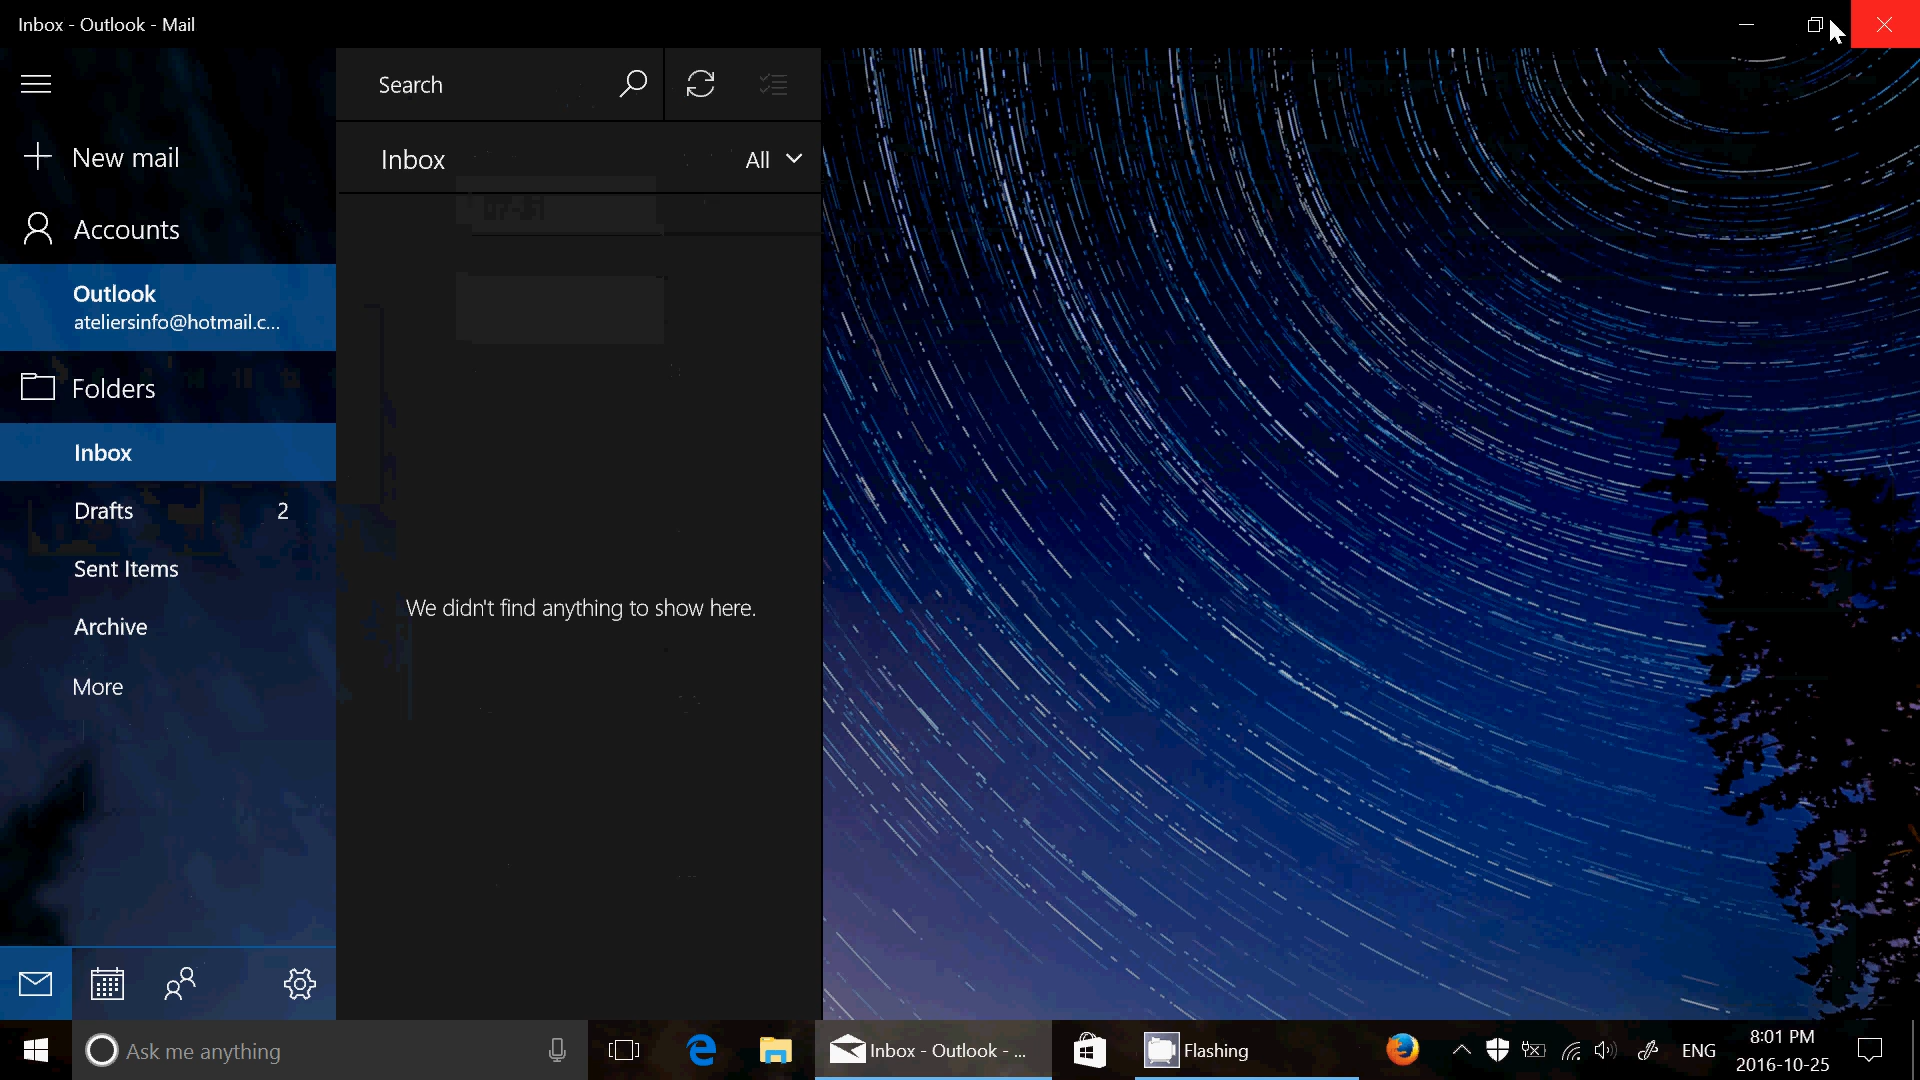 Inbox - Outlook - Mail
Search
New mail
Inbox
All
Accounts
Outlook
ateliersinfo@hotmail.c...
Folders
Inbox
Drafts 2
Sent Items
We didn't find anything to show here.
Archive
More
Ask me anything
Inbox - Outlook - ...
Flashing
ENG
8:01 PM
2016-10-25